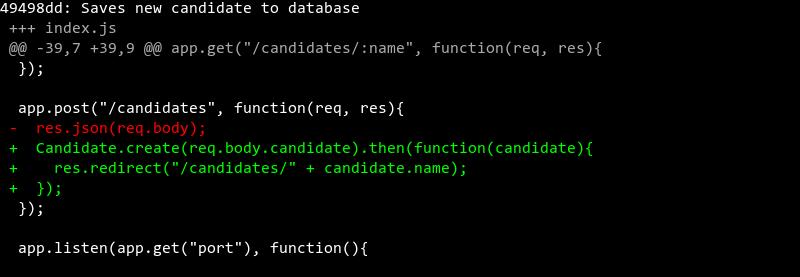 49498dd: Saves new candidate to database
+++ index.js
@@ -39,7 +39,9 @@ app.get("/candidates/:name", function(req, res){
 });

 app.post("/candidates", function(req, res){
-  res.json(req.body);
+  Candidate.create(req.body.candidate).then(function(candidate){
+    res.redirect("/candidates/" + candidate.name);
+  });
 });

 app.listen(app.get("port"), function(){